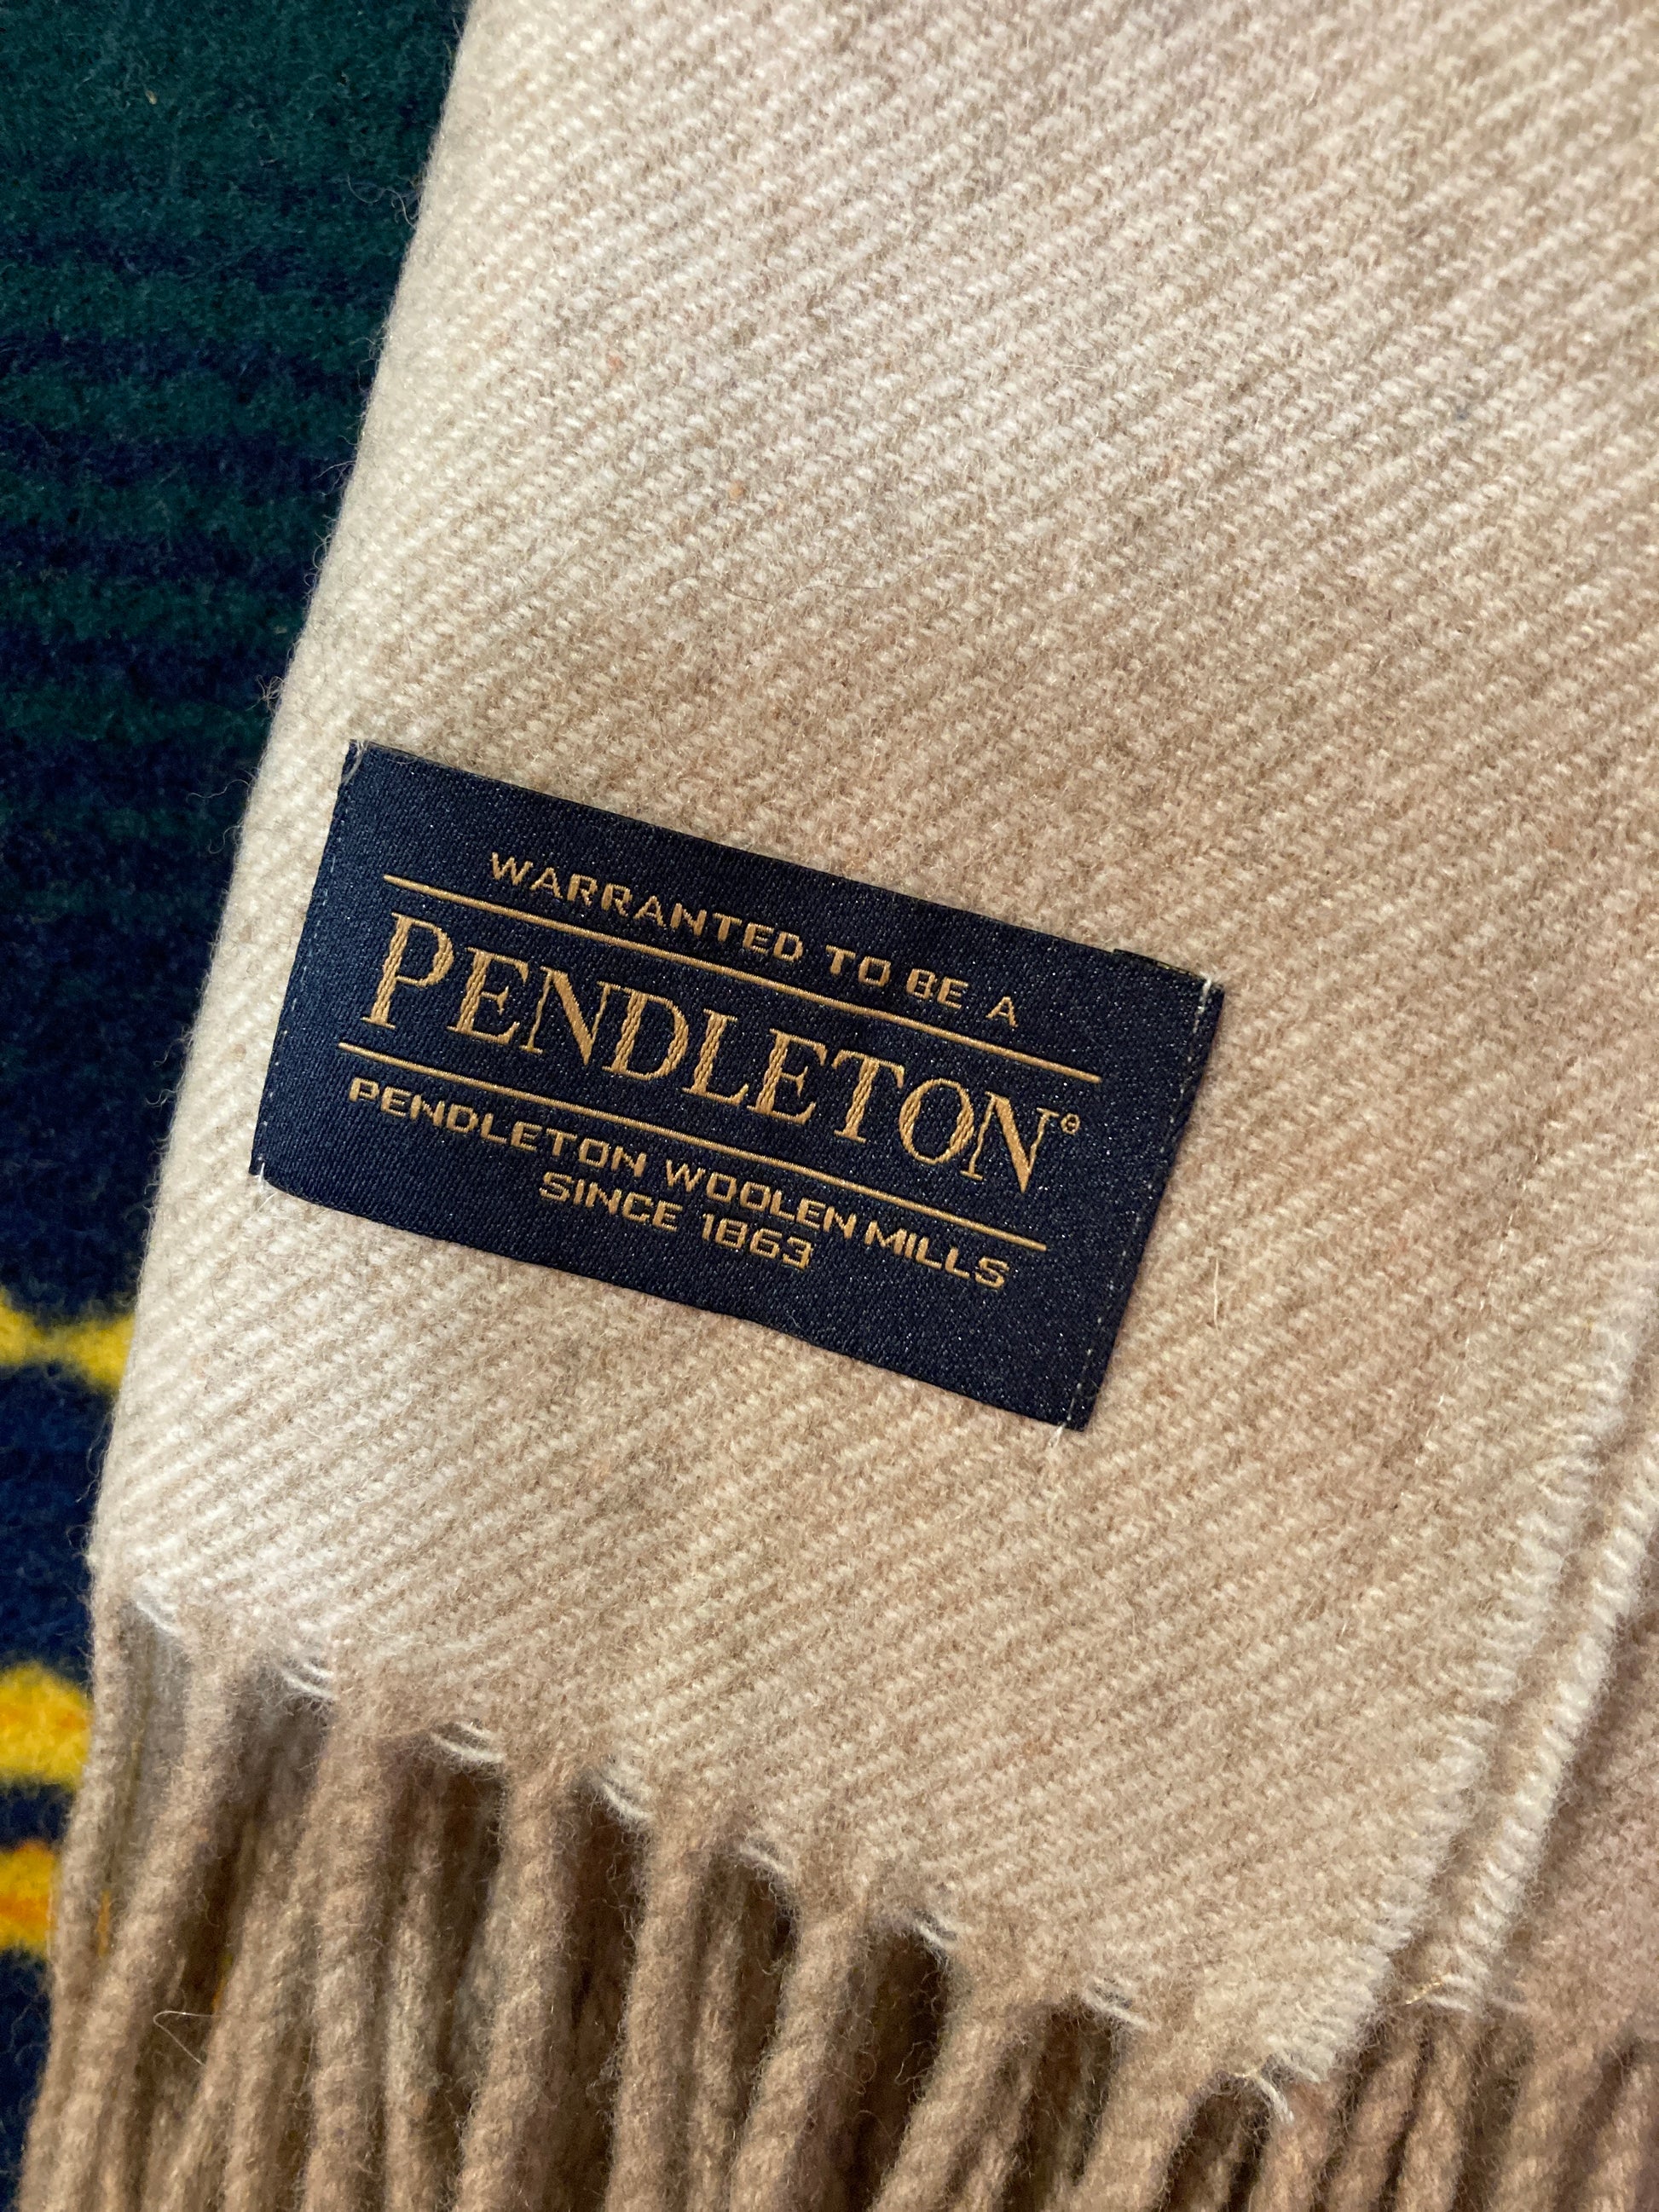 WARRANTED TO BE A
PENDLETON®
PENDLETON WOOLEN MILLS
SINCE 1863